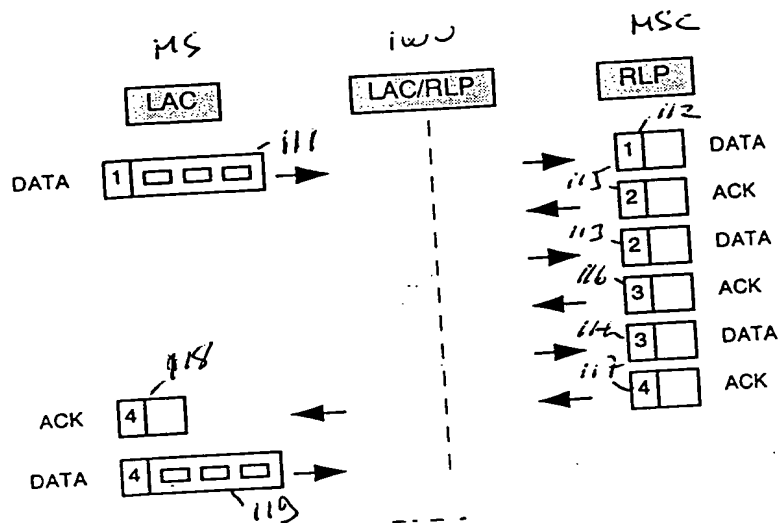 MS iWU MSC
LAC LAC/RLP RLP
111 112
DATA 1 1 DATA
115 2 ACK
113 2 DATA
116 3 ACK
114 3 DATA
118 117
ACK 4 4 ACK
DATA 4
119